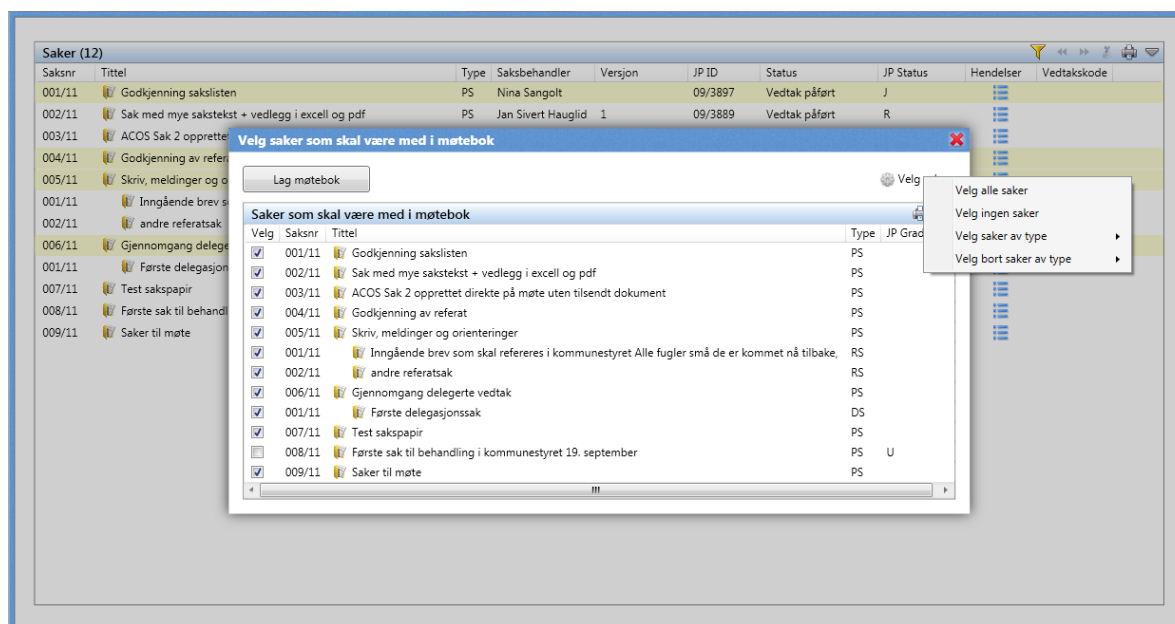 Saker (12)
Saksnr Tittel Type Saksbehandler Versjon JP ID Status JP Status Hendelser Vedtakskode
001/11 Godkjenning sakslisten PS Nina Sangolt 09/3897 Vedtak påført J
002/11 Sak med mye sakstekst + vedlegg i excell og pdf PS Jan Sivert Hauglid 1 09/3889 Vedtak påført R
003/11 ACOS Sak 2 opprettet
004/11 Godkjenning av refera
005/11 Skriv, meldinger og o
001/11 Inngående brev s
002/11 andre referatsak
006/11 Gjennomgang delege
001/11 Første delegasjon
007/11 Test sakspapir
008/11 Første sak til behandl
009/11 Saker til møte
Velg saker som skal være med i møtebok
Lag møtebok
Velg
Velg alle saker
Velg ingen saker
Velg saker av type
Velg bort saker av type
Saker som skal være med i møtebok
Velg Saksnr Tittel Type JP Grad
001/11 Godkjenning sakslisten PS
002/11 Sak med mye sakstekst + vedlegg i excell og pdf PS
003/11 ACOS Sak 2 opprettet direkte på møte uten tilsendt dokument PS
004/11 Godkjenning av referat PS
005/11 Skriv, meldinger og orienteringer PS
001/11 Inngående brev som skal refereres i kommunestyret Alle fugler små de er kommet nå tilbake, RS
002/11 andre referatsak RS
006/11 Gjennomgang delegerte vedtak PS
001/11 Første delegasjonssak DS
007/11 Test sakspapir PS
008/11 Første sak til behandling i kommunestyret 19. september PS U
009/11 Saker til møte PS